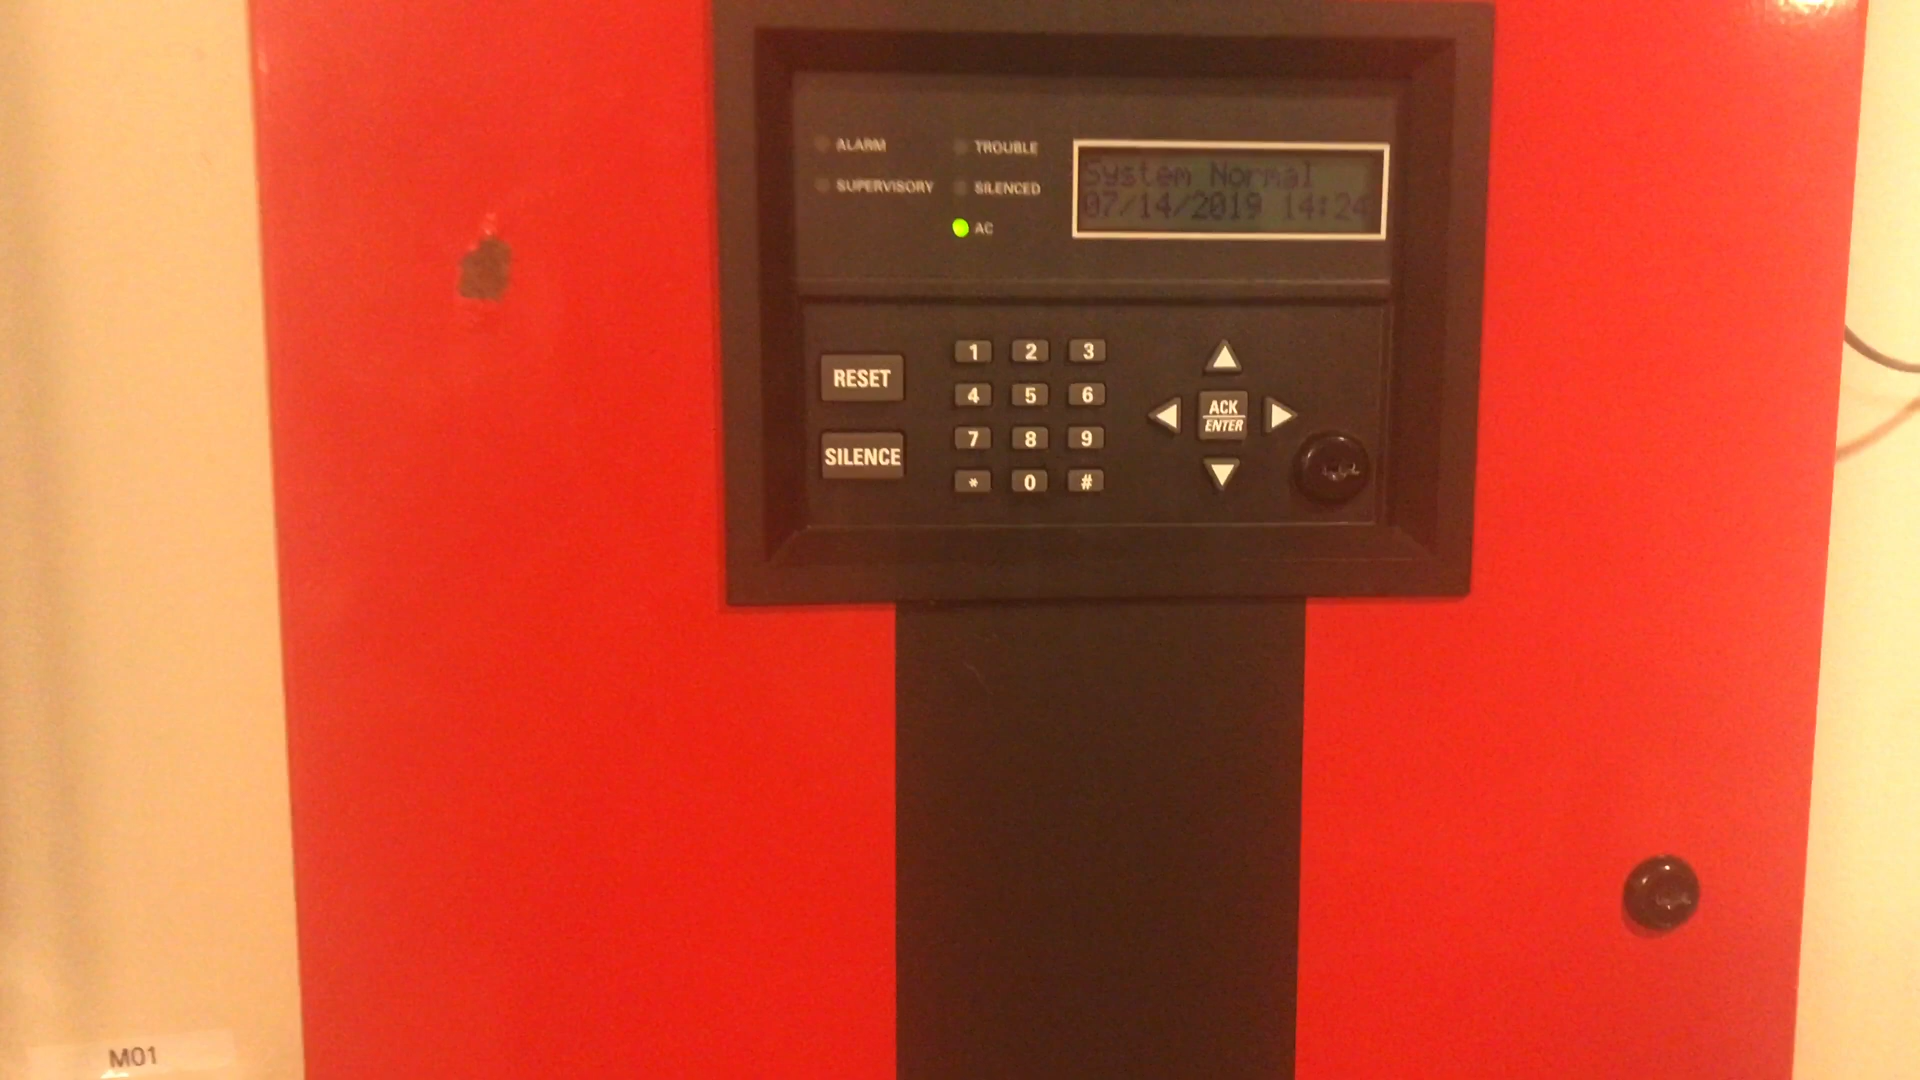 ALARM
TROUBLE
SUPERVISORY
SILENCED
AC
System Normal
07/14/2019 14:24
RESET
SILENCE
1 2 3
4 5 6
7 8 9
* 0 #
ACK
ENTER
M01